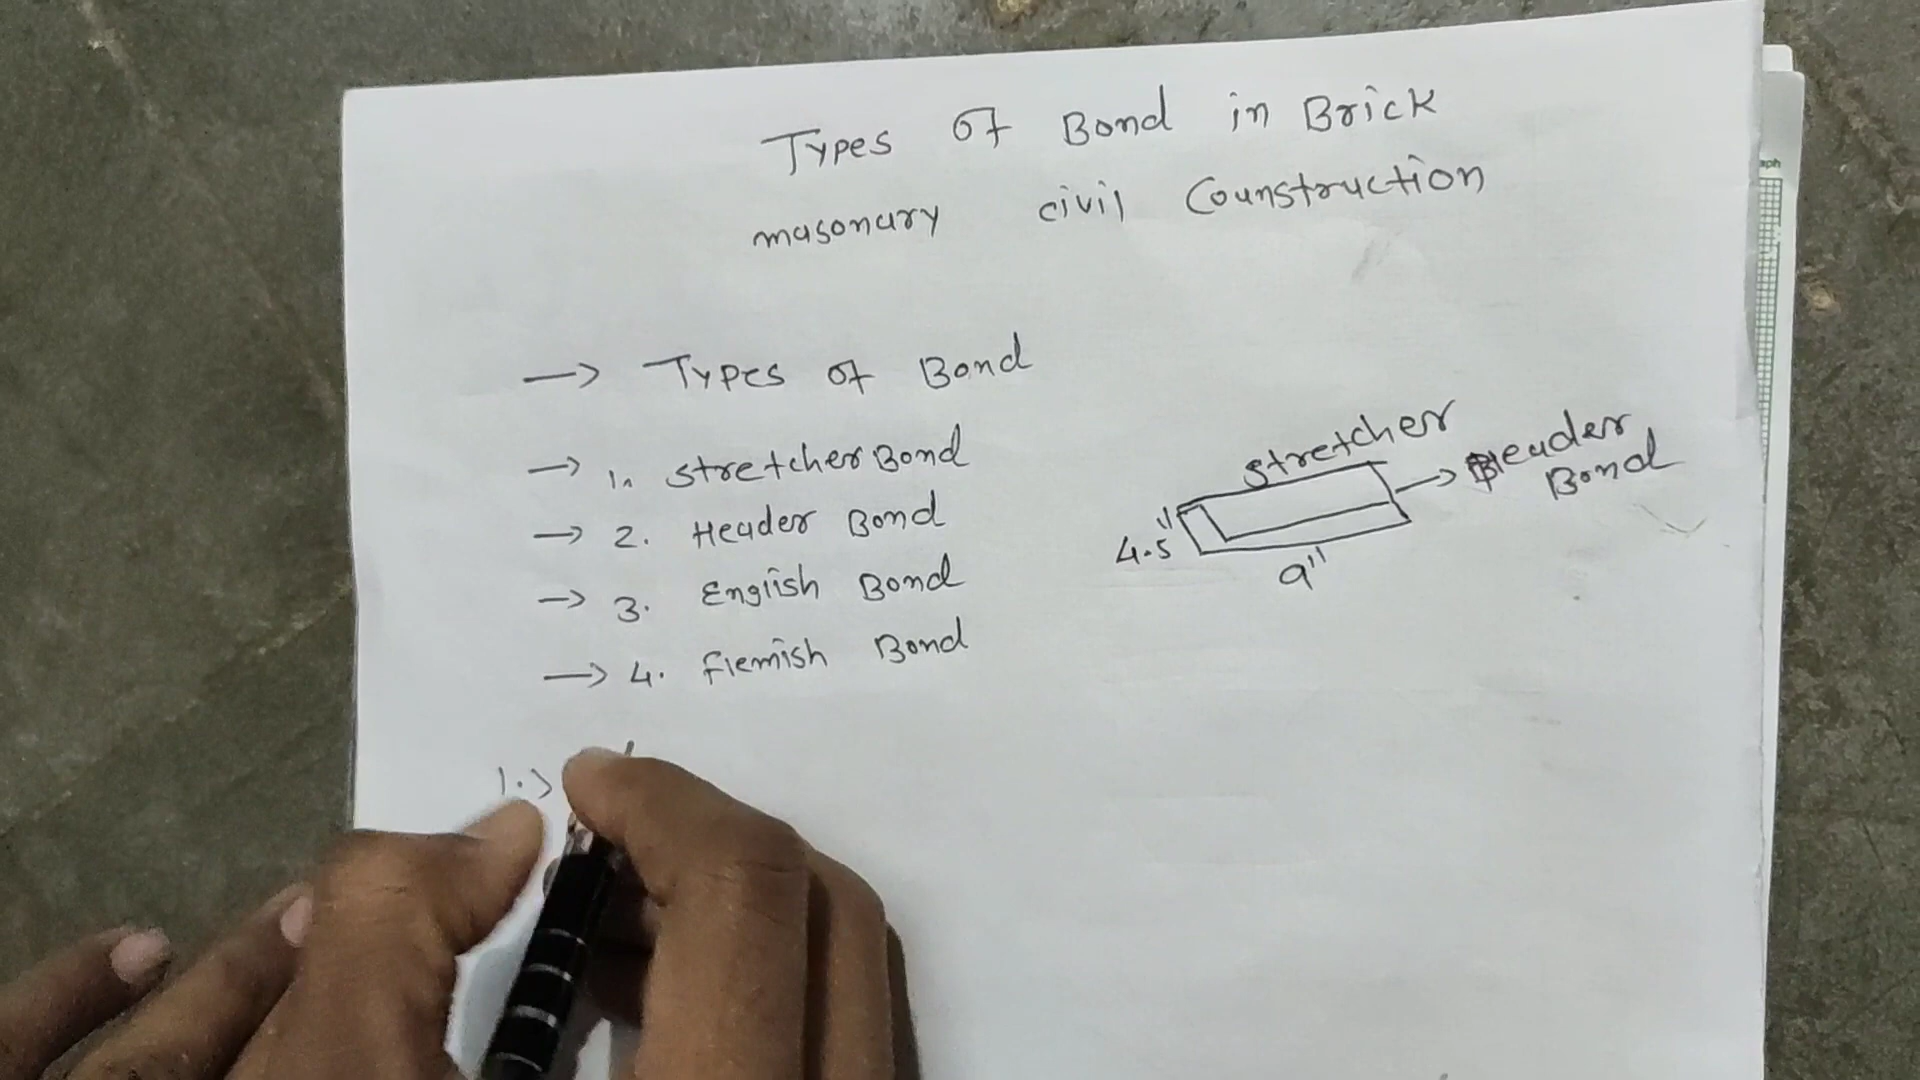 Types of Bond in Brick
masonary civil Counstruction
→ Types of Bond
→ 1. Stretcher Bond
→ 2. Header Bond
→ 3. English Bond
→ 4. Flemish Bond
Stretcher
→ Header
Bond
4.5"
9"
1.>